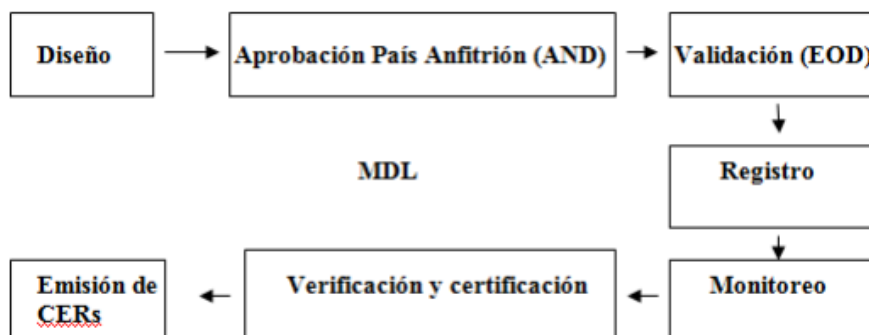 Diseño
Aprobación País Anfitrión (AND)
Validación (EOD)
MDL
Registro
Emisión de
CERs
Verificación y certificación
Monitoreo